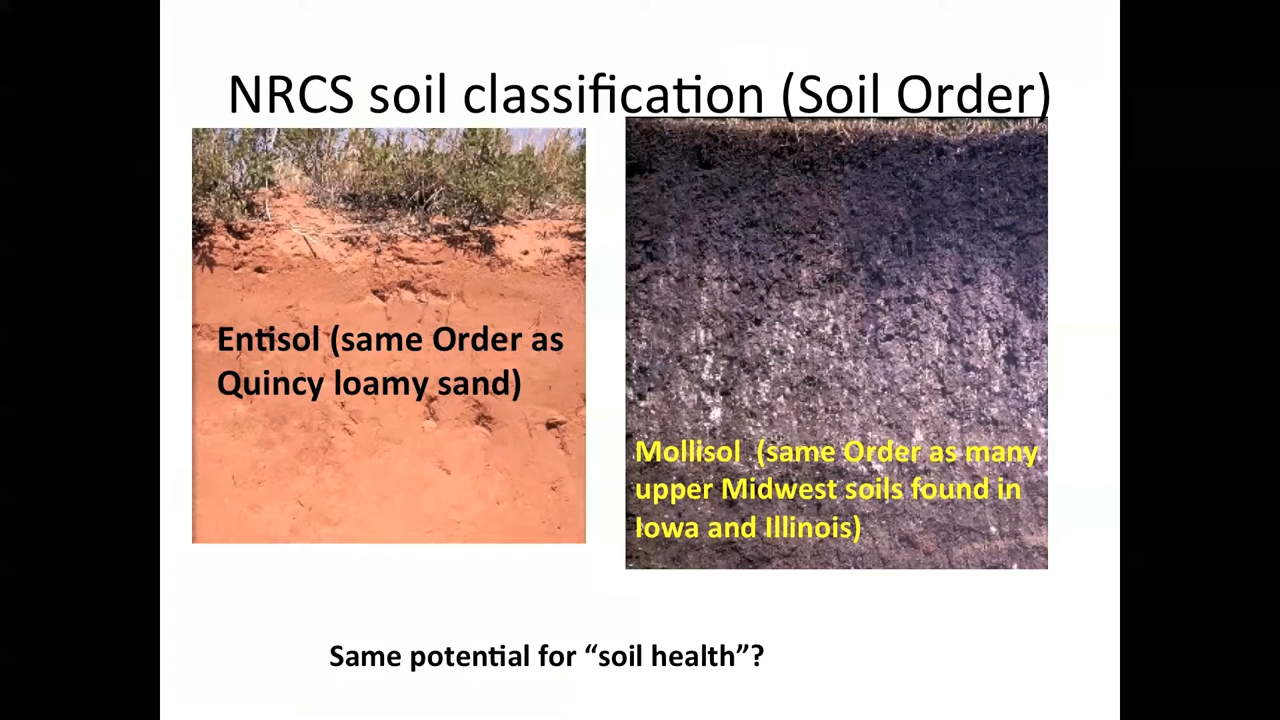 NRCS soil classification (Soil Order)
Entisol (same Order as
Quincy loamy sand)
Mollisol (same Order as many
upper Midwest soils found in
Iowa and Illinois)
Same potential for “soil health”?